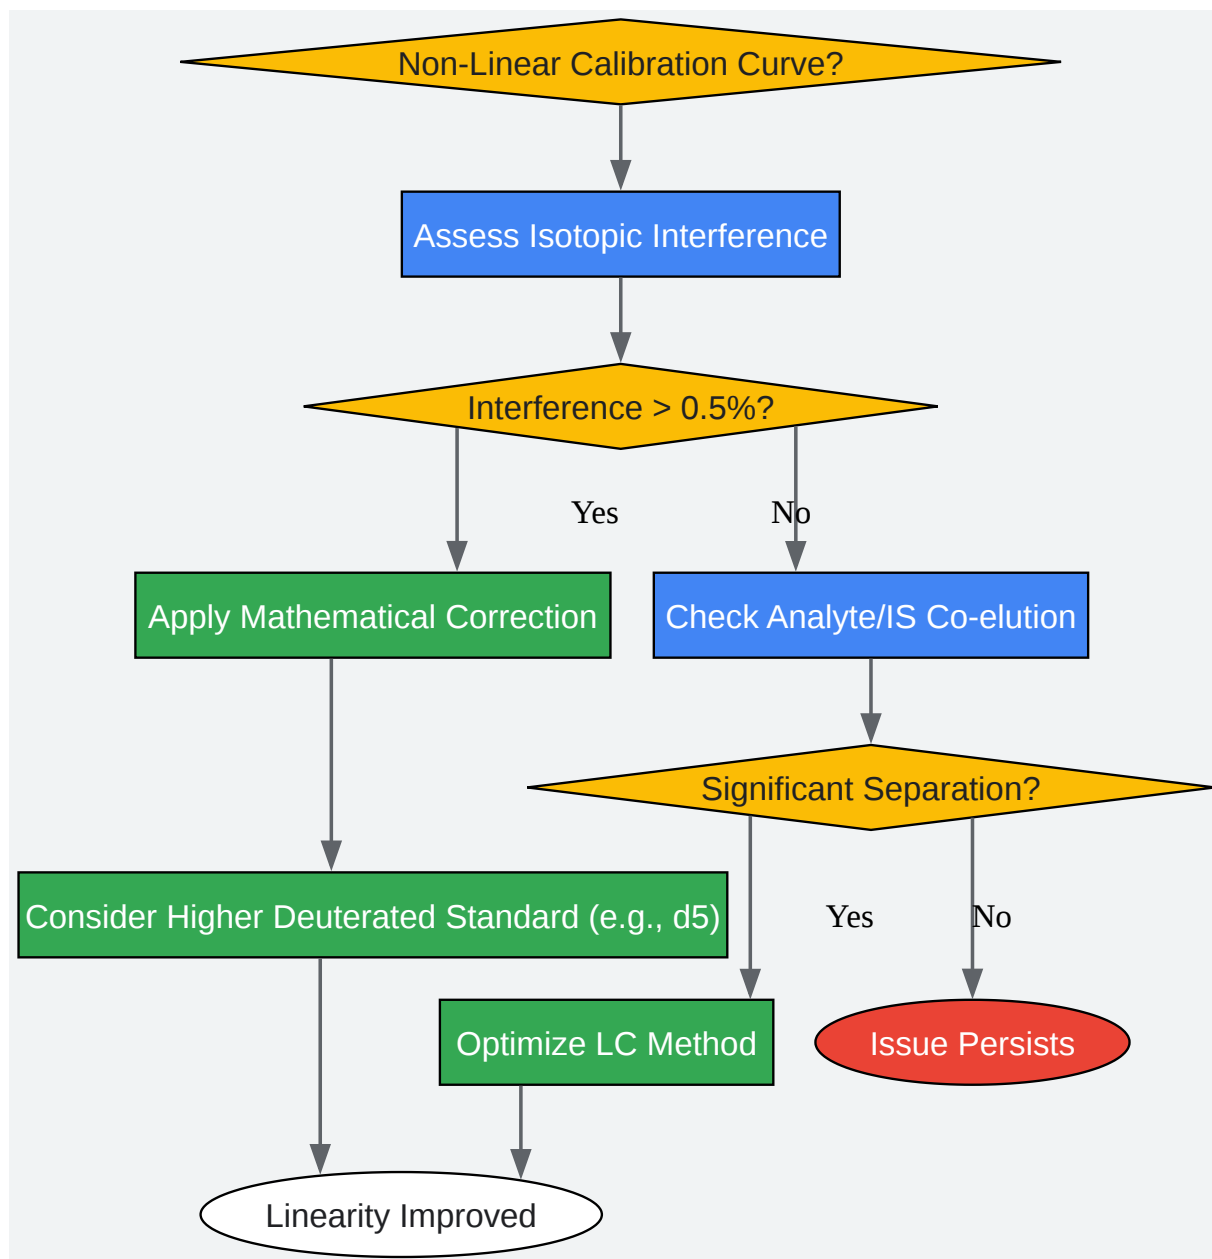 Non-Linear Calibration Curve?
Assess Isotopic Interference
Interference > 0.5%?
Yes
No
Apply Mathematical Correction
Check Analyte/IS Co-elution
Significant Separation?
Consider Higher Deuterated Standard (e.g., d5)
Yes
No
Optimize LC Method
Issue Persists
Linearity Improved